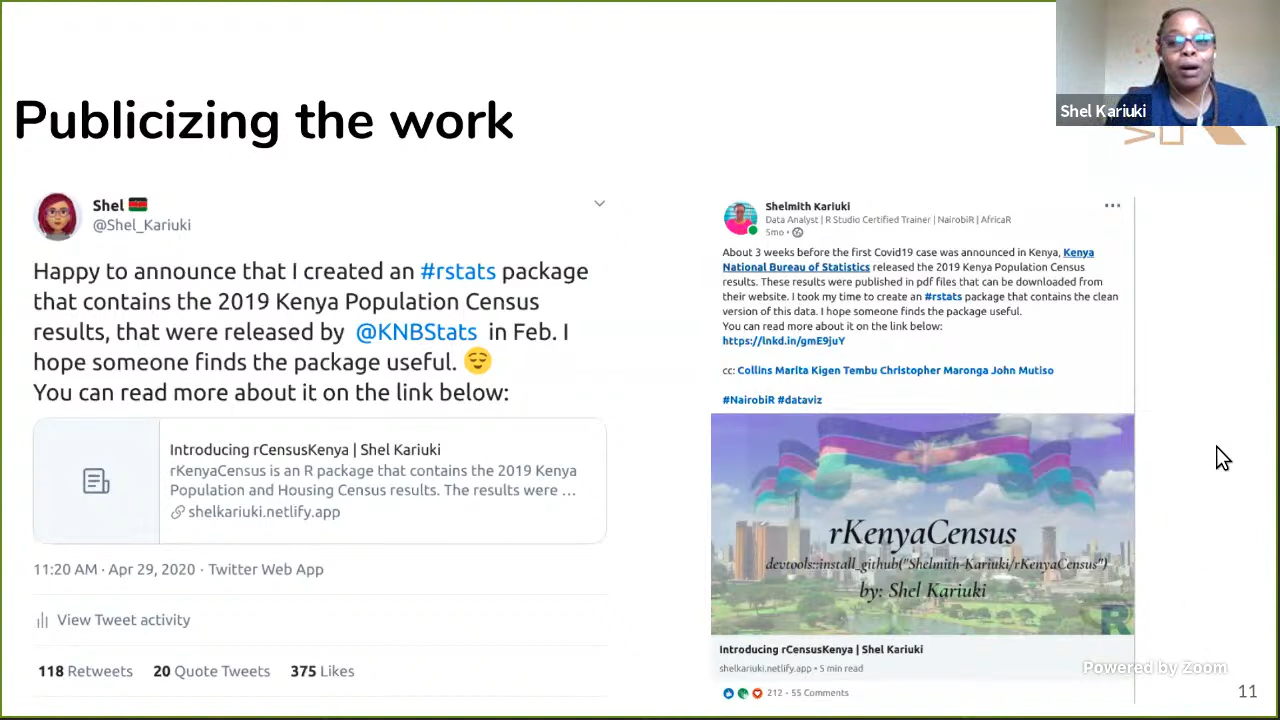 Publicizing the work
Shel Kariuki
Shel
@Shel_Kariuki
Happy to announce that I created an #rstats package
that contains the 2019 Kenya Population Census
results, that were released by @KNBStats in Feb. I
hope someone finds the package useful. 😌
You can read more about it on the link below:
Introducing rCensusKenya | Shel Kariuki
rKenyaCensus is an R package that contains the 2019 Kenya
Population and Housing Census results. The results were ...
shelkariuki.netlify.app
11:20 AM · Apr 29, 2020 · Twitter Web App
View Tweet activity
118 Retweets 20 Quote Tweets 375 Likes
Shelmith Kariuki
Data Analyst | R Studio Certified Trainer | NairobiR | AfricaR
5mo •
About 3 weeks before the first Covid19 case was announced in Kenya, Kenya
National Bureau of Statistics released the 2019 Kenya Population Census
results. These results were published in pdf files that can be downloaded from
their website. I took my time to create an #rstats package that contains the clean
version of this data. I hope someone finds the package useful.
You can read more about it on the link below:
https://lnkd.in/gmE9juY
cc: Collins Marita Kigen Tembu Christopher Maronga John Mutiso
#NairobiR #dataviz
rKenyaCensus
devtools::install_github("Shelmith-Kariuki/rKenyaCensus")
by: Shel Kariuki
R
Introducing rCensusKenya | Shel Kariuki
shelkariuki.netlify.app • 5 min read
212 · 55 Comments
Powered by Zoom
11